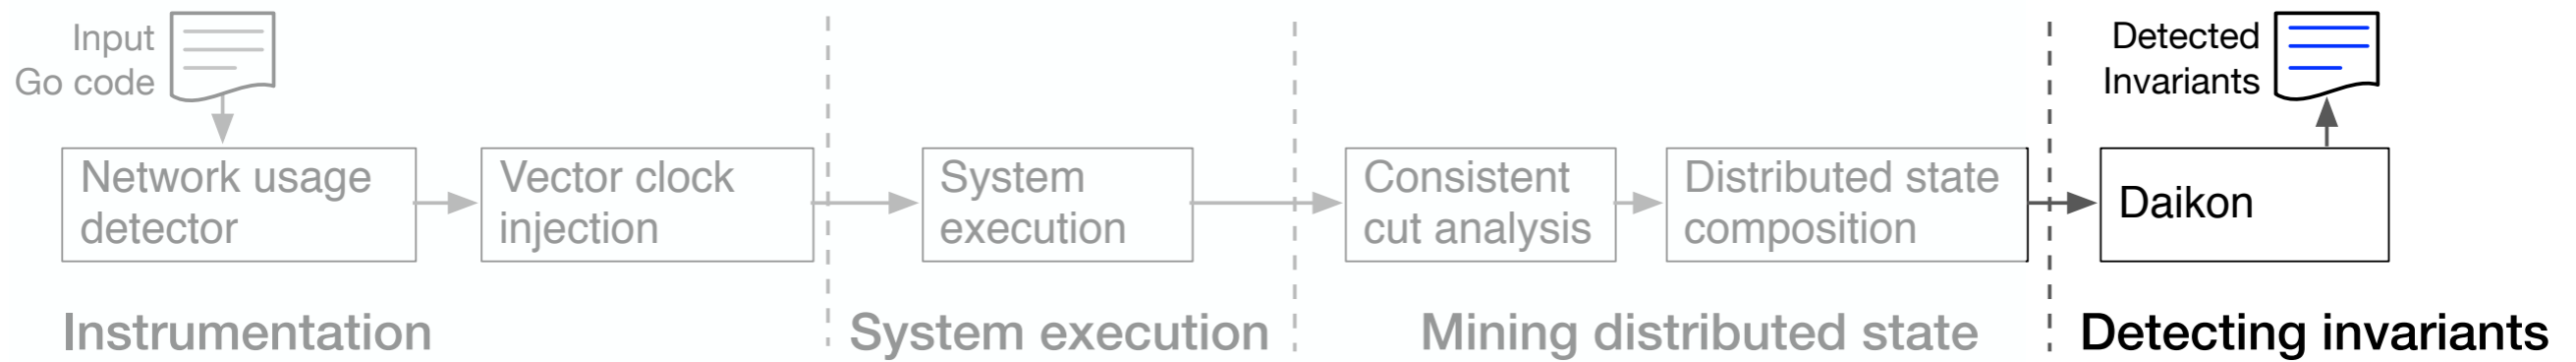 Input
Go code
Network usage
detector
Vector clock
injection
System
execution
Consistent
cut analysis
Distributed state
composition
Detected
Invariants
Daikon
Instrumentation
System execution
Mining distributed state
Detecting invariants